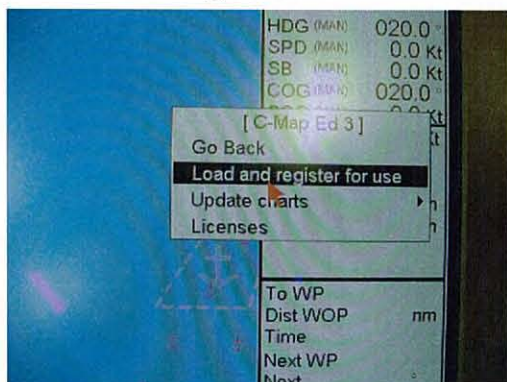 HDG (MAN) 020.0 °
SPD (MAN) 0.0 Kt
SB (MAN) 0.0 Kt
COG (MAN) 020.0 °
[ C-Map Ed 3 ]
Go Back
Load and register for use
Update charts
Licenses
To WP
Dist WOP nm
Time
Next WP
Next